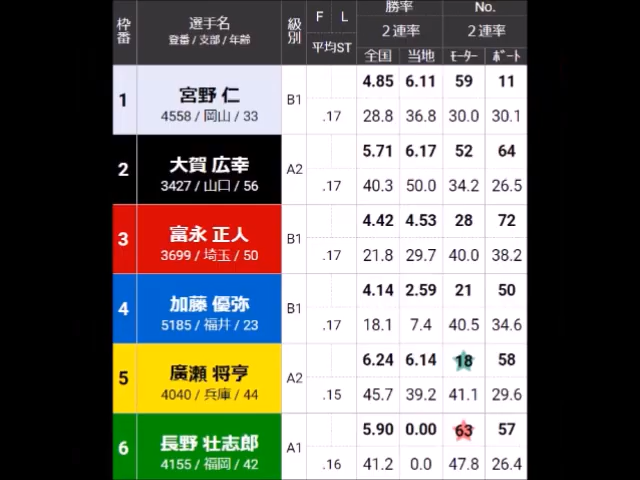 枠番 選手名 級別 F L 勝率 No.
登番 / 支部 / 年齢 平均ST 2連率 2連率
全国 当地 ﾓｰﾀｰ ﾎﾞｰﾄ
1 宮野 仁 B1 4.85 6.11 59 11
4558 / 岡山 / 33 .17 28.8 36.8 30.0 30.1
2 大賀 広幸 A2 5.71 6.17 52 64
3427 / 山口 / 56 .17 40.3 50.0 34.2 26.5
3 富永 正人 B1 4.42 4.53 28 72
3699 / 埼玉 / 50 .17 21.8 29.7 40.0 38.2
4 加藤 優弥 B1 4.14 2.59 21 50
5185 / 福井 / 23 .17 18.1 7.4 40.5 34.6
5 廣瀬 将亨 A2 6.24 6.14 18 58
4040 / 兵庫 / 44 .15 45.7 39.2 41.1 29.6
6 長野 壮志郎 A1 5.90 0.00 63 57
4155 / 福岡 / 42 .16 41.2 0.0 47.8 26.4